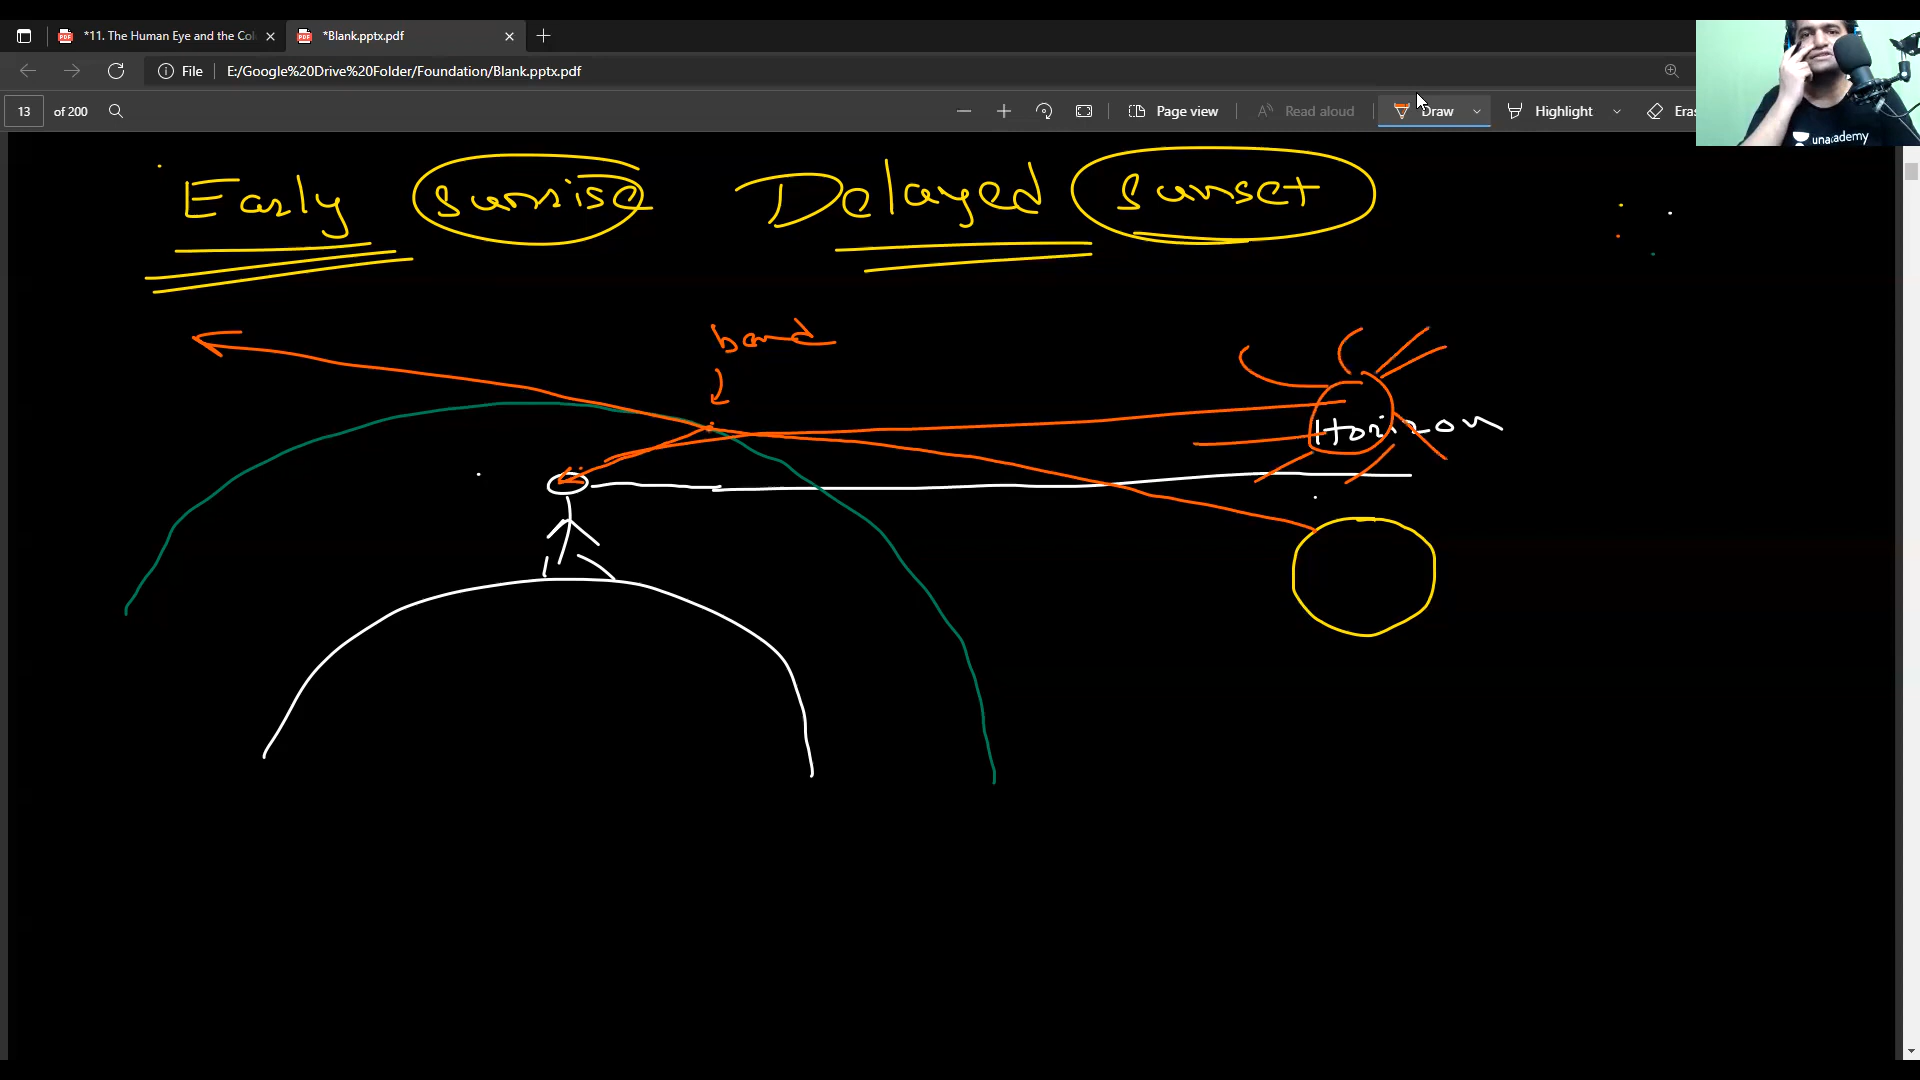 *11. The Human Eye and the Col
*Blank.pptx.pdf
File E:/Google%20Drive%20Folder/Foundation/Blank.pptx.pdf
13 of 200 Page view Read aloud Draw Highlight Eras
unacademy
Early sunrise Delayed sunset
bend
Horizon